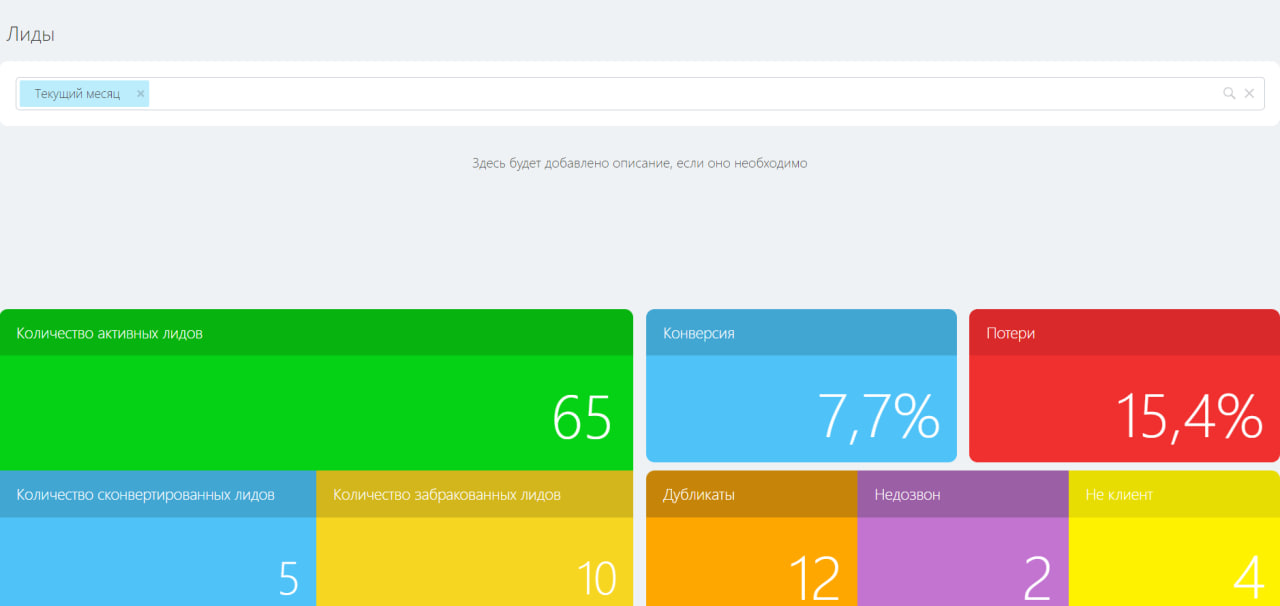 Лиды
Текущий месяц
Здесь будет добавлено описание, если оно необходимо
Количество активных лидов
65
Конверсия
7,7%
Потери
15,4%
Количество сконвертированных лидов
5
Количество забракованных лидов
10
Дубликаты
12
Недозвон
2
Не клиент
4